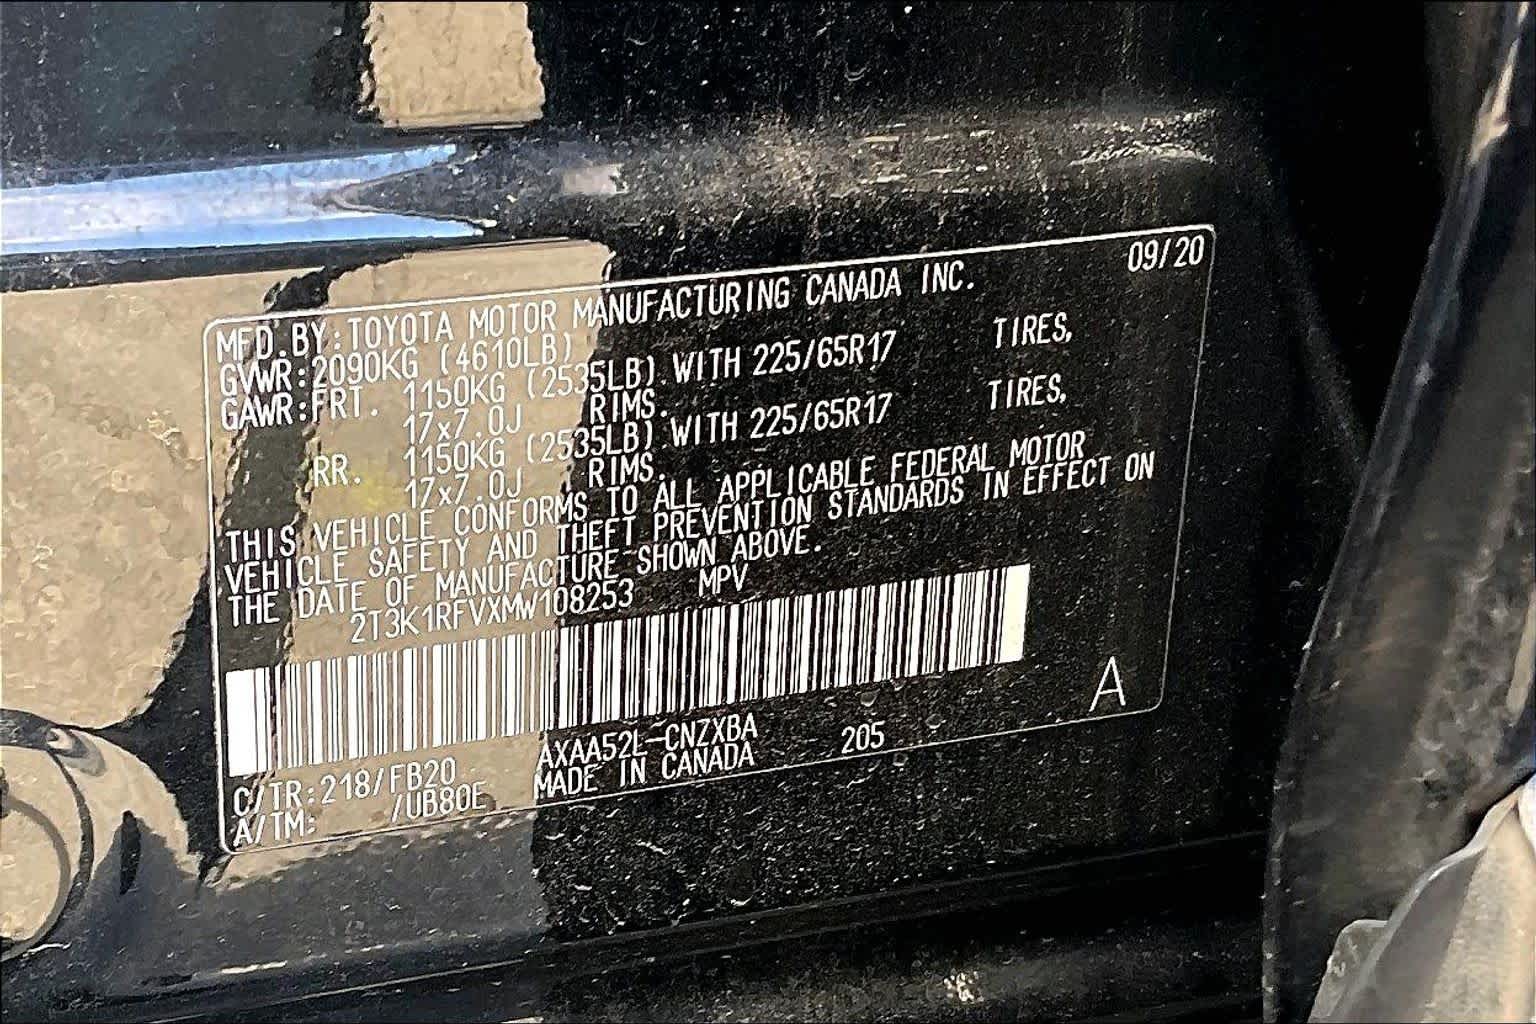 09/20
MFD.BY:TOYOTA MOTOR MANUFACTURING CANADA INC.
GVWR:2090KG (4610LB)
GAWR:FRT. 1150KG (2535LB) WITH 225/65R17 TIRES,
17x7.0J RIMS.
RR. 1150KG (2535LB) WITH 225/65R17 TIRES,
17x7.0J RIMS.
THIS VEHICLE CONFORMS TO ALL APPLICABLE FEDERAL MOTOR
VEHICLE SAFETY AND THEFT PREVENTION STANDARDS IN EFFECT ON
THE DATE OF MANUFACTURE SHOWN ABOVE.
2T3K1RFVXMW108253 MPV
A
C/TR:218/FB20 AXAA52L-CNZXBA 205
A/TM: /UB80E MADE IN CANADA